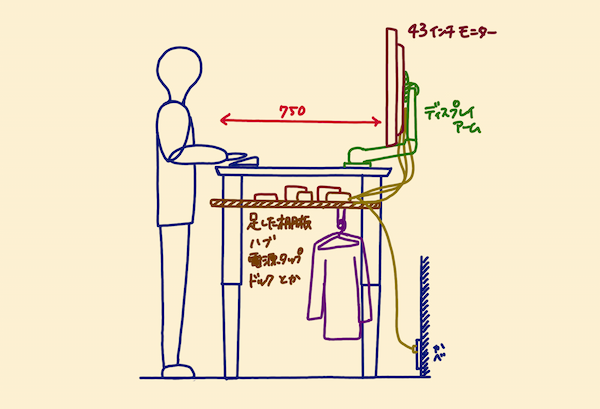 43インチモニター
750
ディスプレイ
アーム
足した棚板
ハブ
電源タップ
ドックとか
かべ